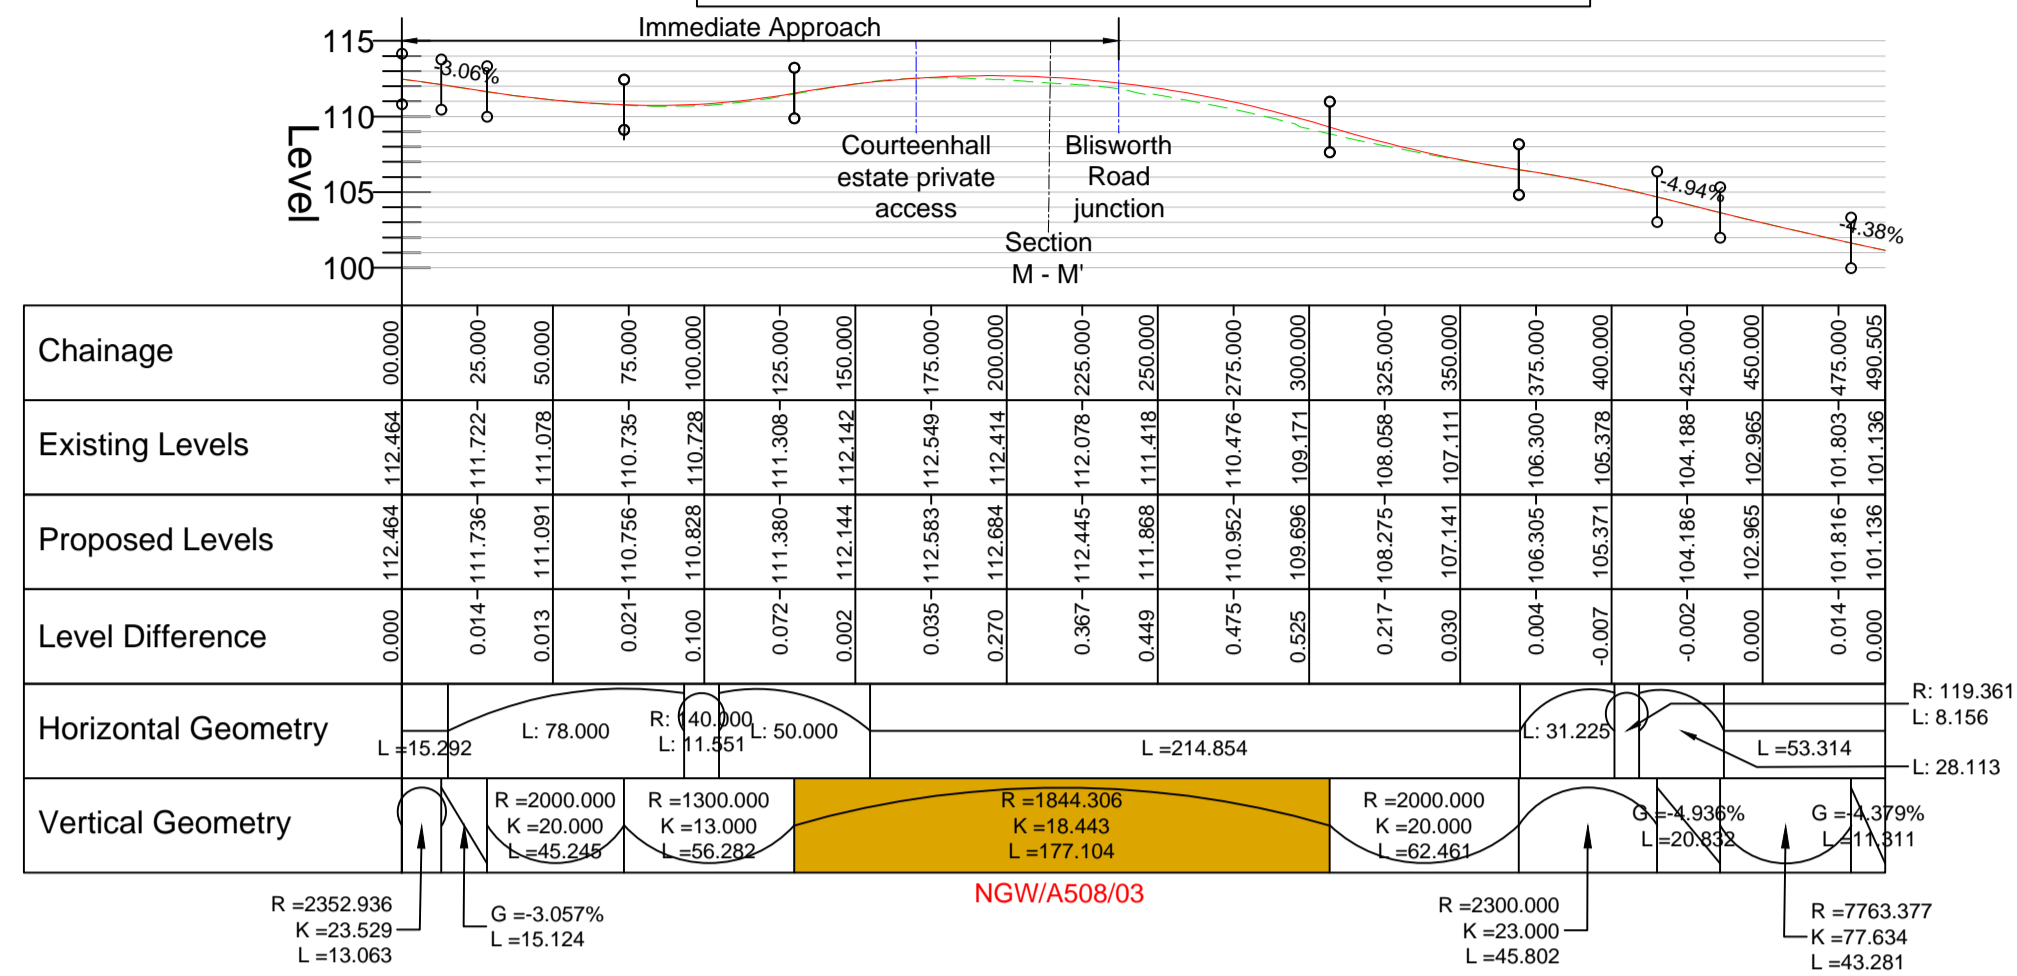 Immediate Approach
115
110
105
100
Level
-3.06%
-4.94%
-4.38%
Courteenhall
estate private
access
Blisworth
Road
junction
Section
M - M'
Chainage
00.000 25.000 50.000 75.000 100.000 125.000 150.000 175.000 200.000 225.000 250.000 275.000 300.000 325.000 350.000 375.000 400.000 425.000 450.000 475.000 490.505
Existing Levels
112.464 111.722 111.078 110.735 110.728 111.308 112.142 112.549 112.414 112.078 111.418 110.476 109.171 108.058 107.111 106.300 105.378 104.188 102.965 101.803 101.136
Proposed Levels
112.464 111.736 111.091 110.756 110.828 111.380 112.144 112.583 112.684 112.445 111.868 110.952 109.696 108.275 107.141 106.305 105.371 104.186 102.965 101.816 101.136
Level Difference
0.000 0.014 0.013 0.021 0.100 0.072 0.002 0.035 0.270 0.367 0.449 0.475 0.525 0.217 0.030 0.004 -0.007 -0.002 0.000 0.014 0.000
Horizontal Geometry
L =15.292
L: 78.000
R: 140.000
L: 11.551
L: 50.000
L =214.854
L: 31.225
R: 119.361
L: 8.156
L: 28.113
L =53.314
Vertical Geometry
R =2352.936
K =23.529
L =13.063
G =-3.057%
L =15.124
R =2000.000
K =20.000
L =45.245
R =1300.000
K =13.000
L =56.282
R =1844.306
K =18.443
L =177.104
NGW/A508/03
R =2000.000
K =20.000
L =62.461
R =2300.000
K =23.000
L =45.802
G =-4.936%
L =20.832
R =7763.377
K =77.634
L =43.281
G =-4.379%
L =11.311